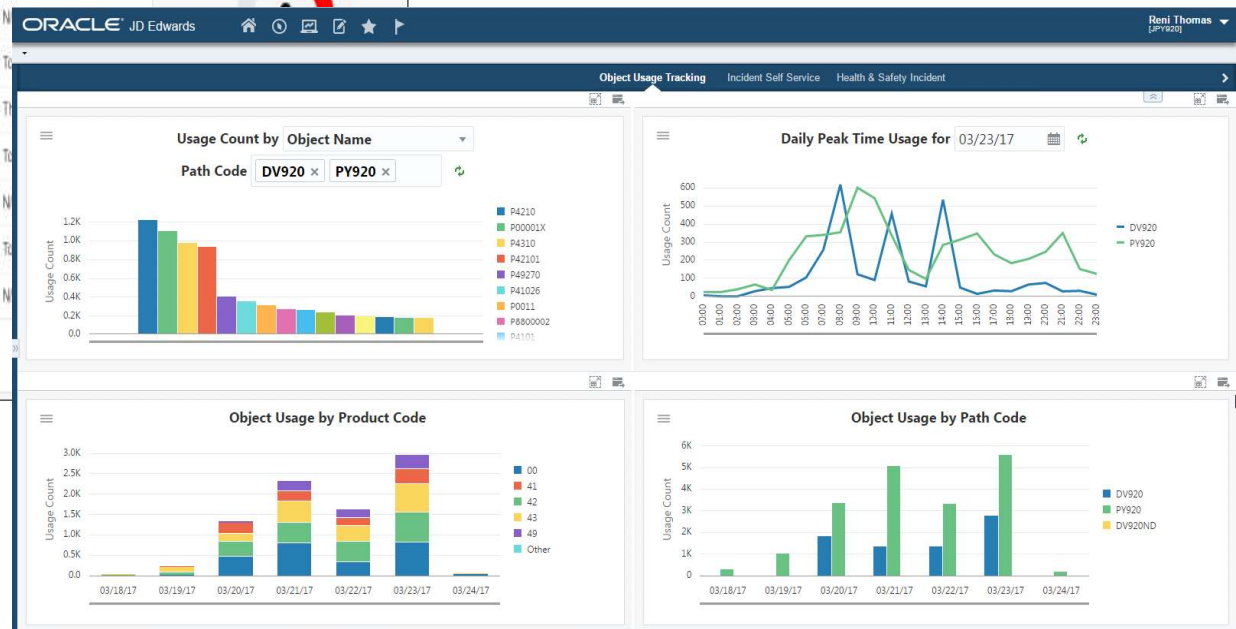 ORACLE JD Edwards
Reni Thomas
[JPY920]
Object Usage Tracking Incident Self Service Health & Safety Incident
Usage Count by Object Name
Path Code DV920 × PY920 ×
Usage Count
1.2K
1.0K
0.8K
0.6K
0.4K
0.2K
0.0
P4210
P00001X
P4310
P42101
P49270
P41026
P0011
P8800002
P4101
Daily Peak Time Usage for 03/23/17
Usage Count
600
500
400
300
200
100
0
00:00 01:00 02:00 03:00 04:00 05:00 06:00 07:00 08:00 09:00 10:00 11:00 12:00 13:00 14:00 15:00 16:00 17:00 18:00 19:00 20:00 21:00 22:00 23:00
DV920
PY920
Object Usage by Product Code
Usage Count
3.0K
2.5K
2.0K
1.5K
1.0K
0.5K
0.0
03/18/17 03/19/17 03/20/17 03/21/17 03/22/17 03/23/17 03/24/17
00
41
42
43
49
Other
Object Usage by Path Code
Usage Count
6K
5K
4K
3K
2K
1K
0
03/18/17 03/19/17 03/20/17 03/21/17 03/22/17 03/23/17 03/24/17
DV920
PY920
DV920ND